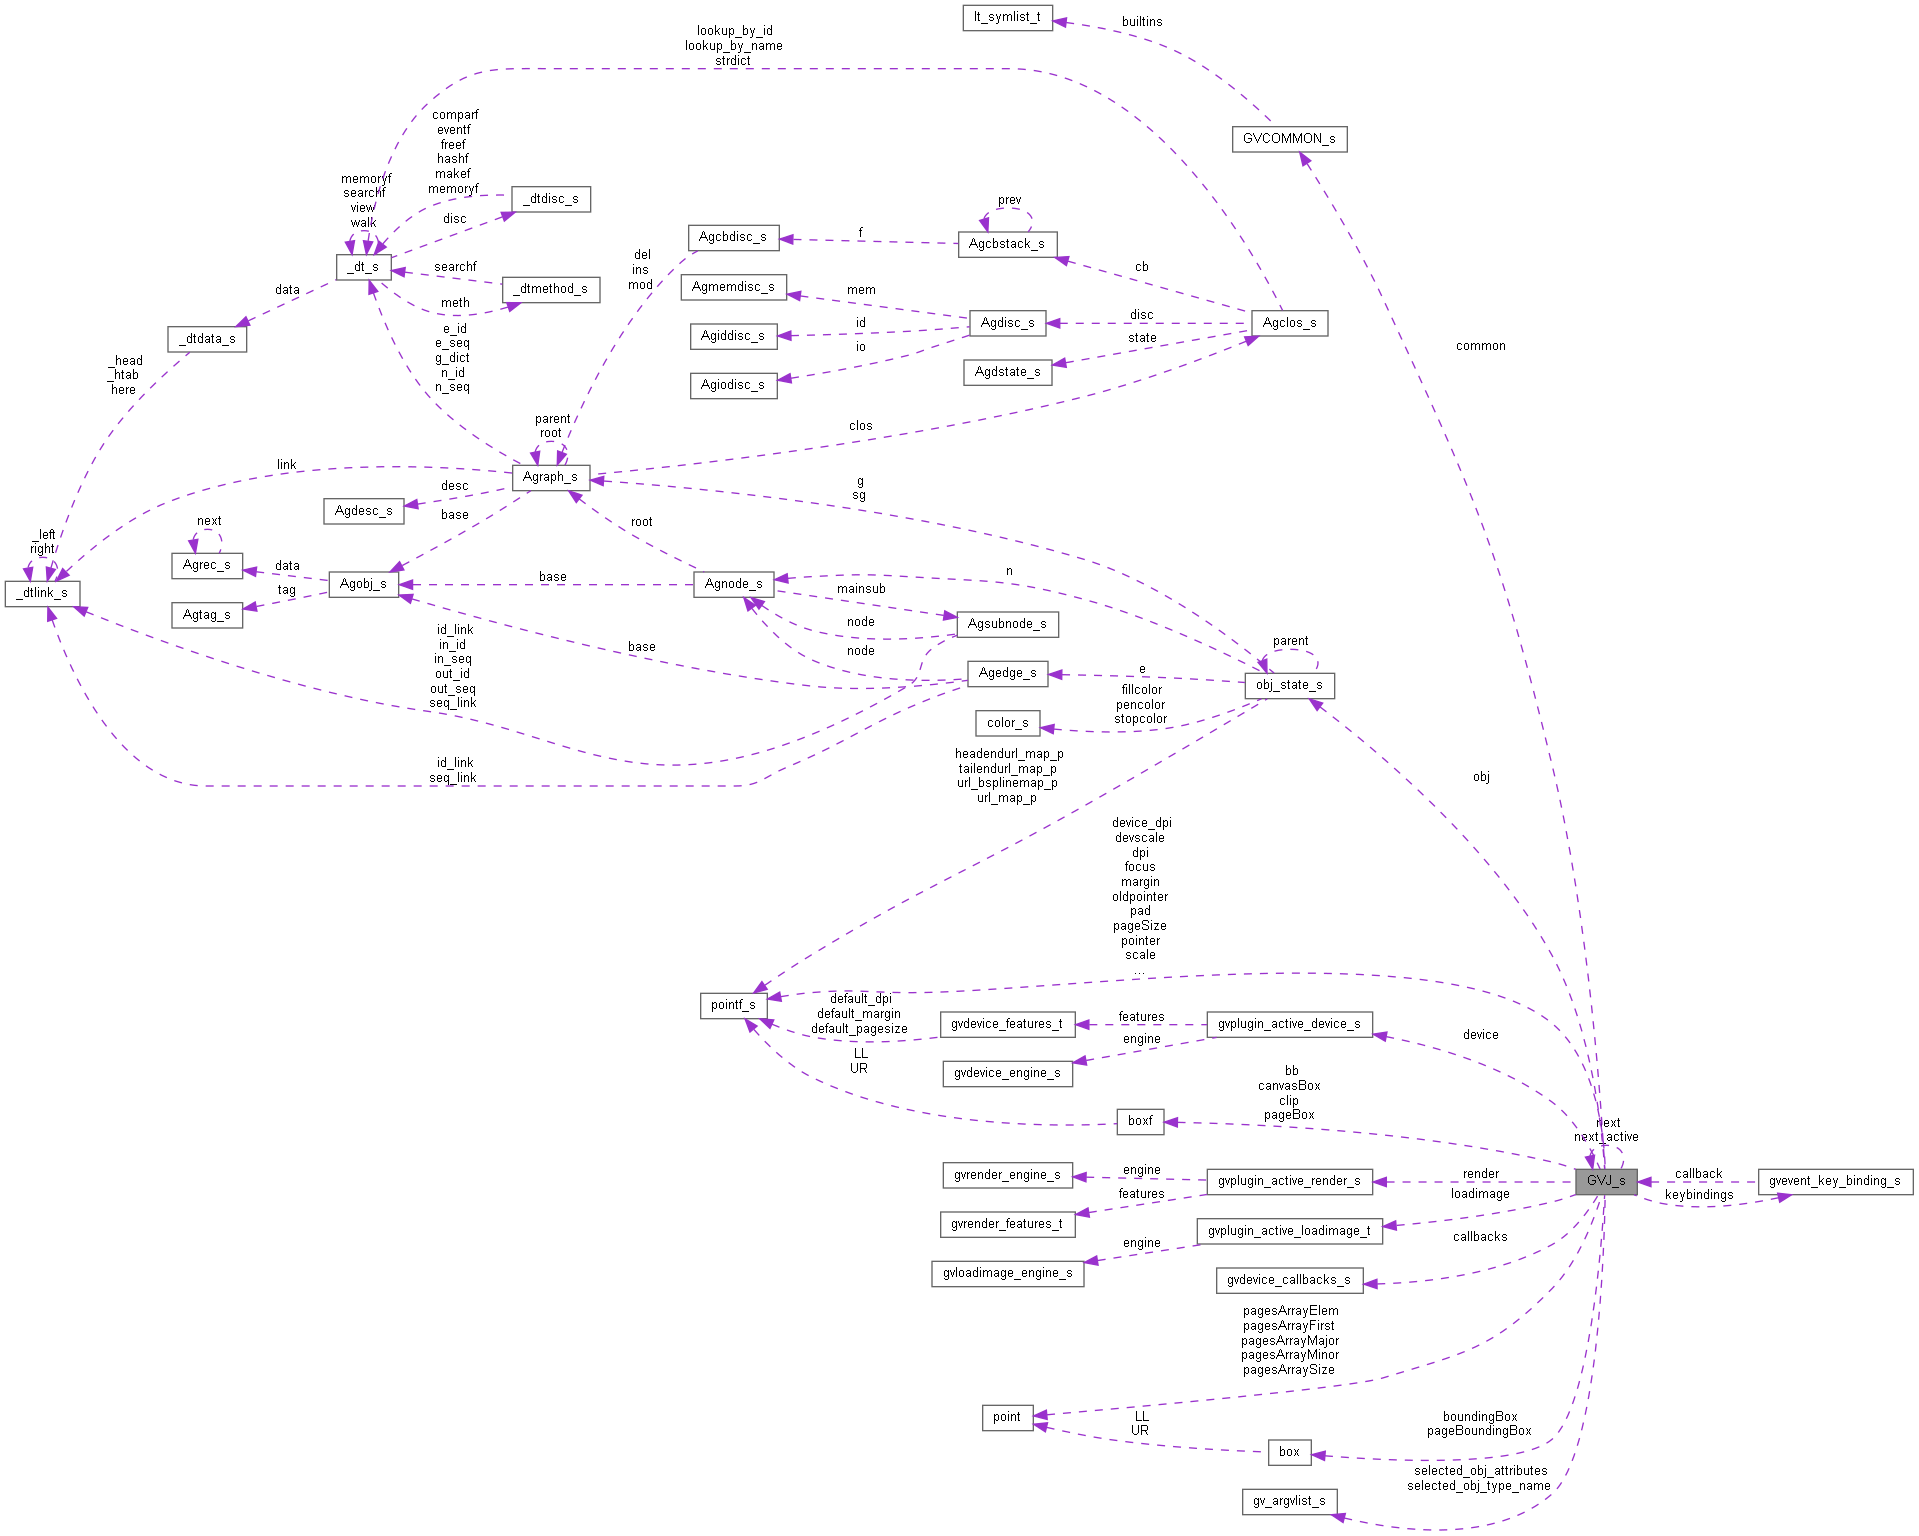 lt_symlist_t
builtins
lookup_by_id
lookup_by_name
strdict
comparf
eventf
freef
hashf
makef
memoryf
GVCOMMON_s
memoryf
searchf
view
walk
_dtdisc_s
disc
prev
Agcbdisc_s
f
Agcbstack_s
del
ins
mod
_dt_s
searchf
cb
_dtmethod_s
Agmemdisc_s
mem
data
meth
_dtdata_s
e_id
e_seq
g_dict
n_id
n_seq
Agiddisc_s
id
io
Agdisc_s
disc
state
Agclos_s
common
_head
_htab
here
Agiodisc_s
Agdstate_s
parent
root
clos
link
Agraph_s
g
sg
desc
Agdesc_s
base
next
root
_left
right
Agrec_s
data
Agobj_s
base
Agnode_s
n
mainsub
_dtlink_s
tag
Agtag_s
node
Agsubnode_s
id_link
in_id
in_seq
out_id
out_seq
seq_link
base
node
parent
Agedge_s
e
obj_state_s
fillcolor
pencolor
stopcolor
color_s
id_link
seq_link
headendurl_map_p
tailendurl_map_p
url_bsplinemap_p
url_map_p
obj
device_dpi
devscale
dpi
focus
margin
oldpointer
pad
pageSize
pointer
scale
...
pointf_s
default_dpi
default_margin
default_pagesize
gvdevice_features_t
features
gvplugin_active_device_s
engine
device
LL
UR
gvdevice_engine_s
bb
canvasBox
clip
pageBox
boxf
next
next_active
gvrender_engine_s
engine
gvplugin_active_render_s
render
GVJ_s
callback
gvevent_key_binding_s
features
loadimage
keybindings
gvrender_features_t
gvplugin_active_loadimage_t
engine
callbacks
gvloadimage_engine_s
gvdevice_callbacks_s
pagesArrayElem
pagesArrayFirst
pagesArrayMajor
pagesArrayMinor
pagesArraySize
point
LL
UR
boundingBox
pageBoundingBox
box
selected_obj_attributes
selected_obj_type_name
gv_argvlist_s